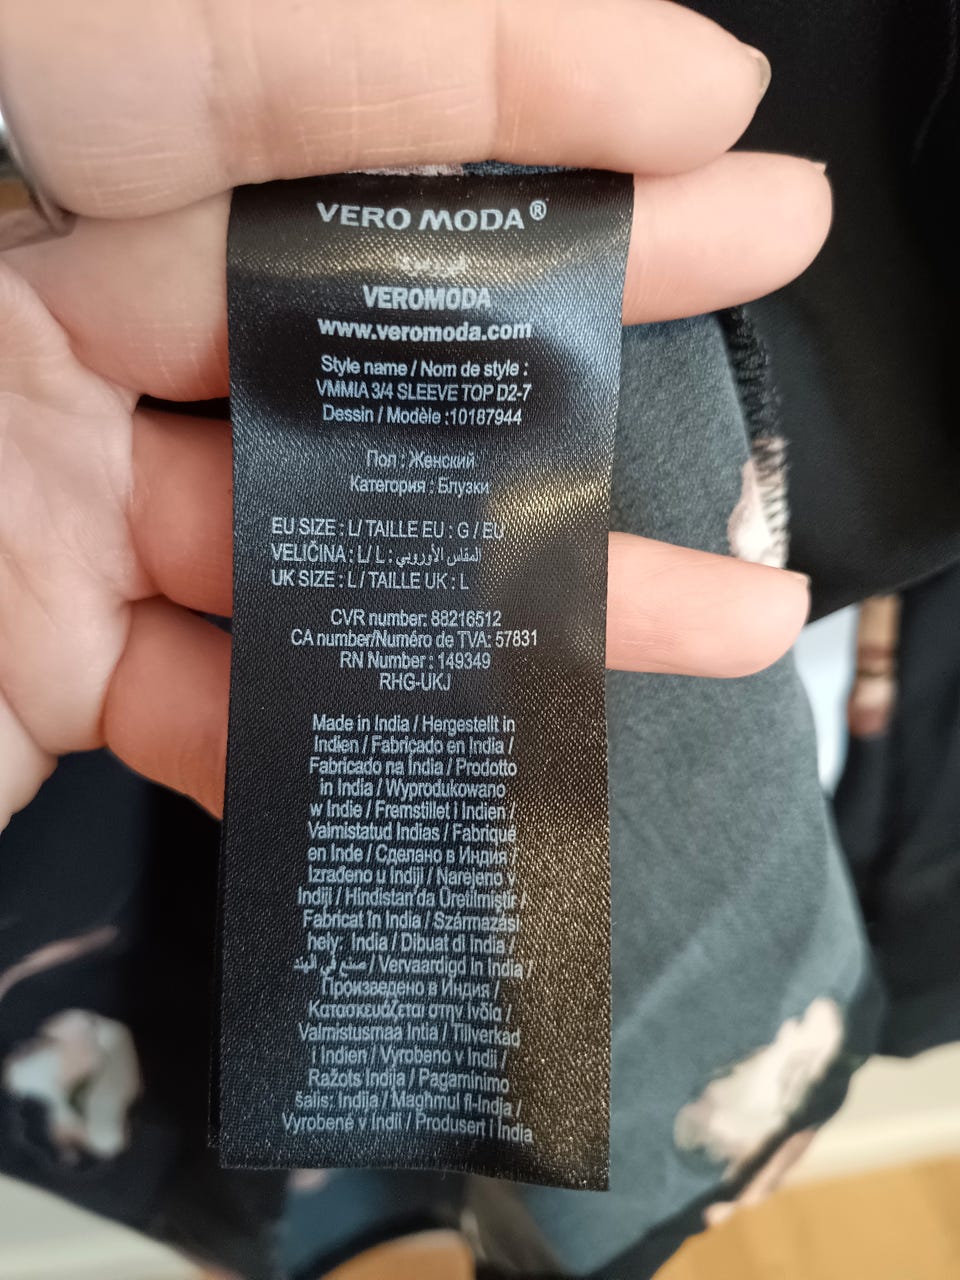 VERO MODA®
VEROMODA
www.veromoda.com
Style name / Nom de style :
VMMIA 3/4 SLEEVE TOP D2-7
Dessin / Modèle :10187944
Пол : Женский
Категория : Блузки
EU SIZE : L/ TAILLE EU : G / EU
VELIČINA : L/ L : المقاس الأوروبي
UK SIZE : L / TAILLE UK : L
CVR number: 88216512
CA number/Numéro de TVA: 57831
RN Number : 149349
RHG-UKJ
Made in India / Hergestellt in
Indien / Fabricado en India /
Fabricado na Índia / Prodotto
in India / Wyprodukowano
w Indie / Fremstillet i Indien /
Valmistatud Indias / Fabriqué
en Inde / Сделано в Индия /
Izrađeno u Indiji / Narejeno v
Indiji / Hindistan'da Üretilmiştir /
Fabricat în India / Származási
hely: India / Dibuat di India /
صنع في الهند / Vervaardigd in India /
Произведено в Индия /
Κατασκευάζεται στην Ινδία /
Valmistusmaa Intia / Tillverkad
i Indien / Vyrobeno v Indii /
Ražots Indija / Pagaminimo
šalis: Indija / Maghmul fl-Indja /
Vyrobené v Indii / Produsert i India